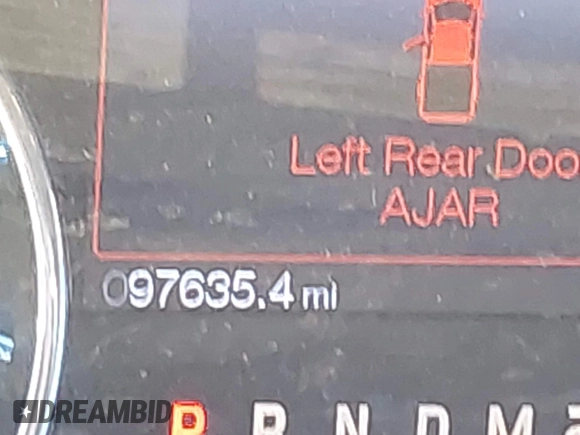 Left Rear Doo
AJAR
097635.4 mi
P R N D M
DREAMBID